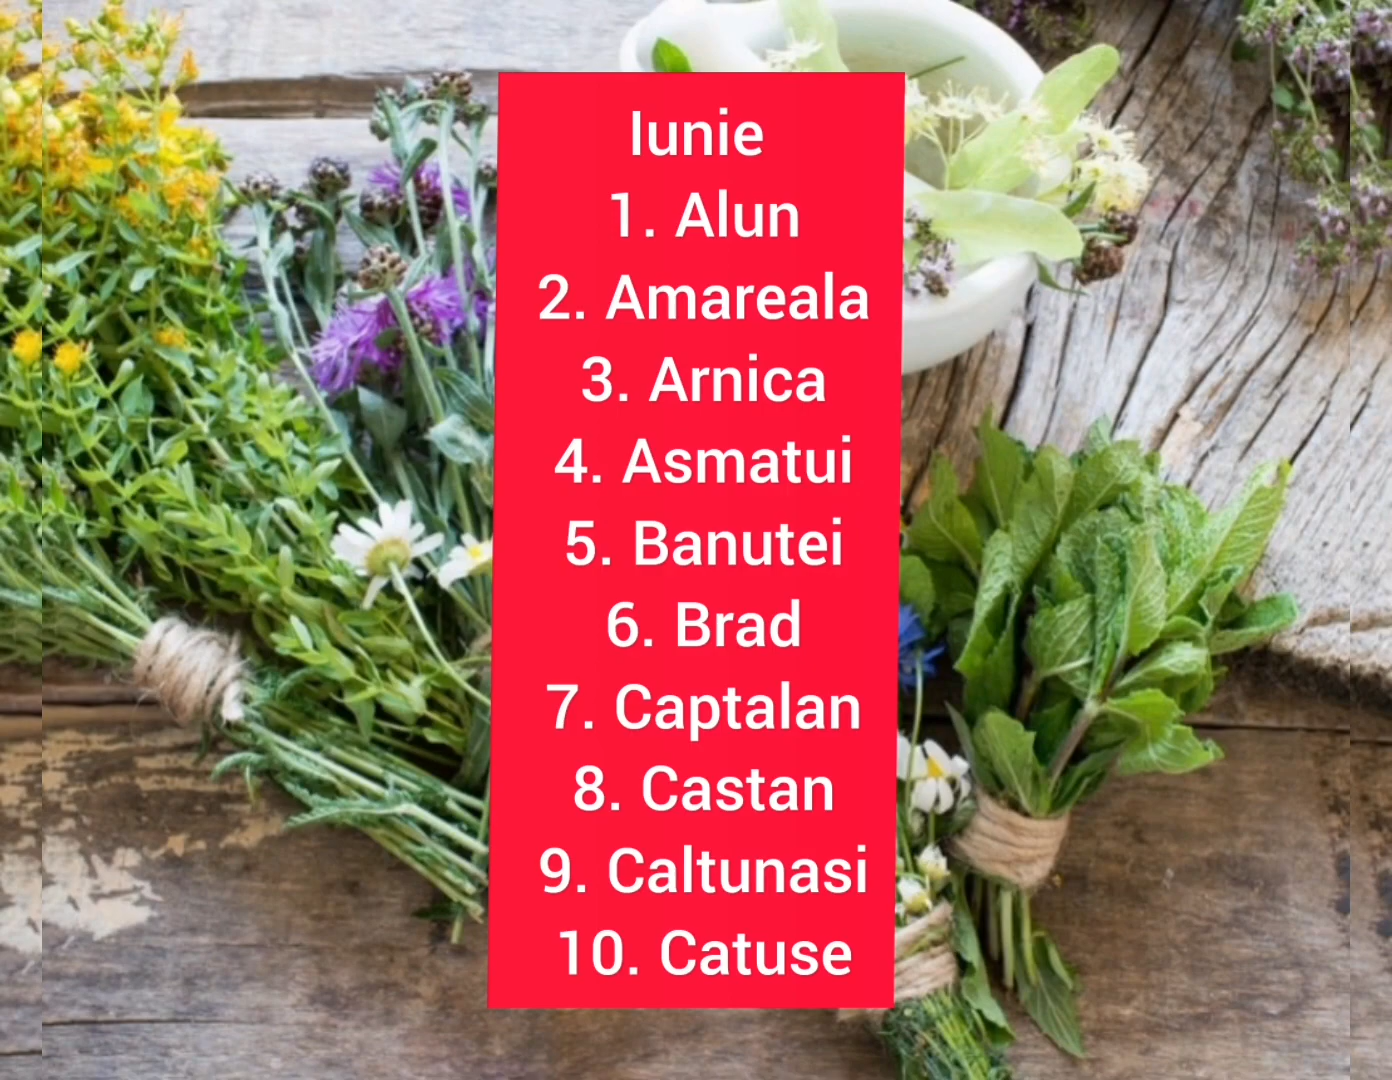 Iunie
1. Alun
2. Amareala
3. Arnica
4. Asmatui
5. Banutei
6. Brad
7. Captalan
8. Castan
9. Caltunasi
10. Catuse